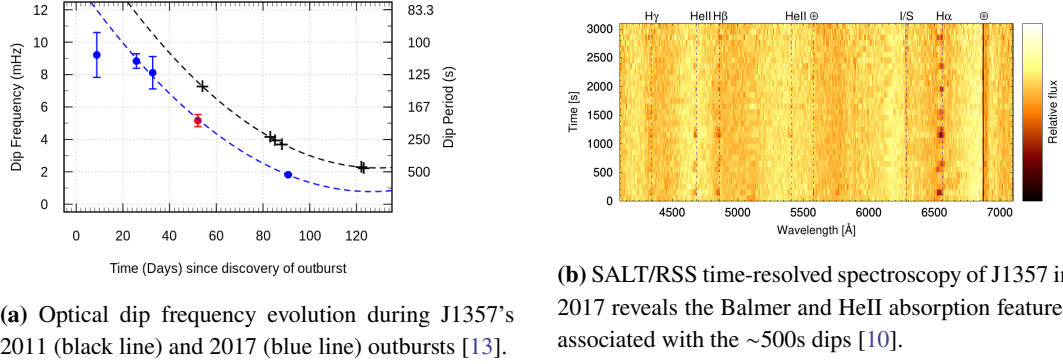 12
10
8
6
4
2
0
Dip Frequency (mHz)
83.3
100
125
167
250
500
Dip Period (s)
0 20 40 60 80 100 120
Time (Days) since discovery of outburst
(a) Optical dip frequency evolution during J1357's
2011 (black line) and 2017 (blue line) outbursts [13].
Hγ HeII Hβ HeII ⊕ I/S Hα ⊕
3000
2500
2000
1500
1000
500
0
Time [s]
4500 5000 5500 6000 6500 7000
Wavelength [Å]
Relative flux
(b) SALT/RSS time-resolved spectroscopy of J1357 in
2017 reveals the Balmer and HeII absorption feature
associated with the ~500s dips [10].